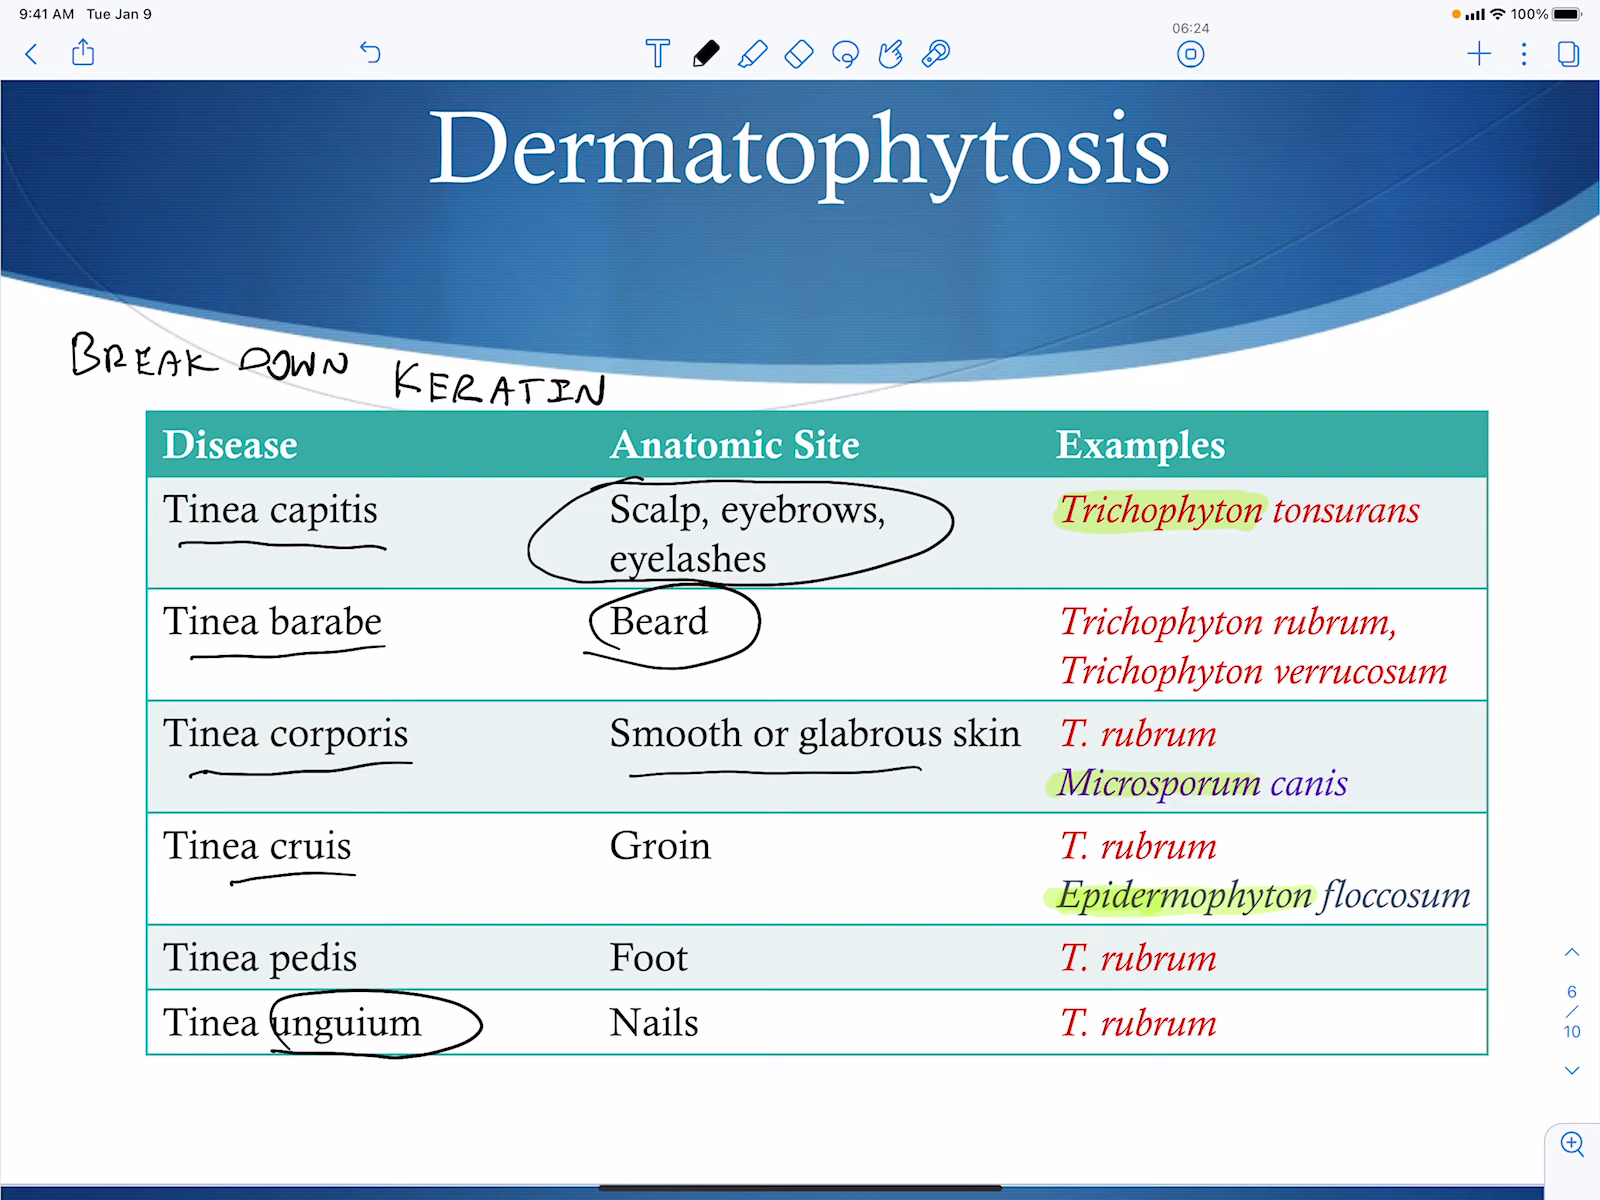 9:41 AM Tue Jan 9
100%
06:24
Dermatophytosis
BREAK DOWN KERATIN
Disease Anatomic Site Examples
Tinea capitis Scalp, eyebrows, Trichophyton tonsurans
eyelashes
Tinea barabe Beard Trichophyton rubrum,
Trichophyton verrucosum
Tinea corporis Smooth or glabrous skin T. rubrum
Microsporum canis
Tinea cruis Groin T. rubrum
Epidermophyton floccosum
Tinea pedis Foot T. rubrum
Tinea unguium Nails T. rubrum
6
/
10